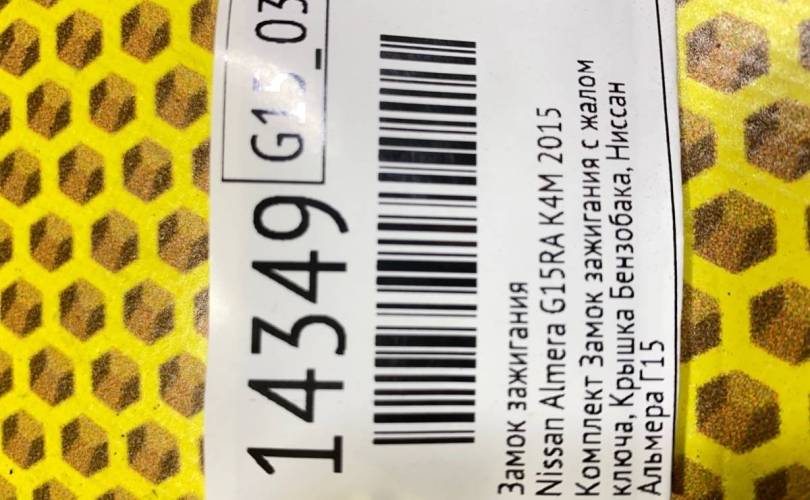 14349 G15_03
Замок зажигания
Nissan Almera G15RA K4M 2015
Комплект Замок зажигания с жалом
ключа, Крышка Бензобака, Ниссан
Альмера Г15